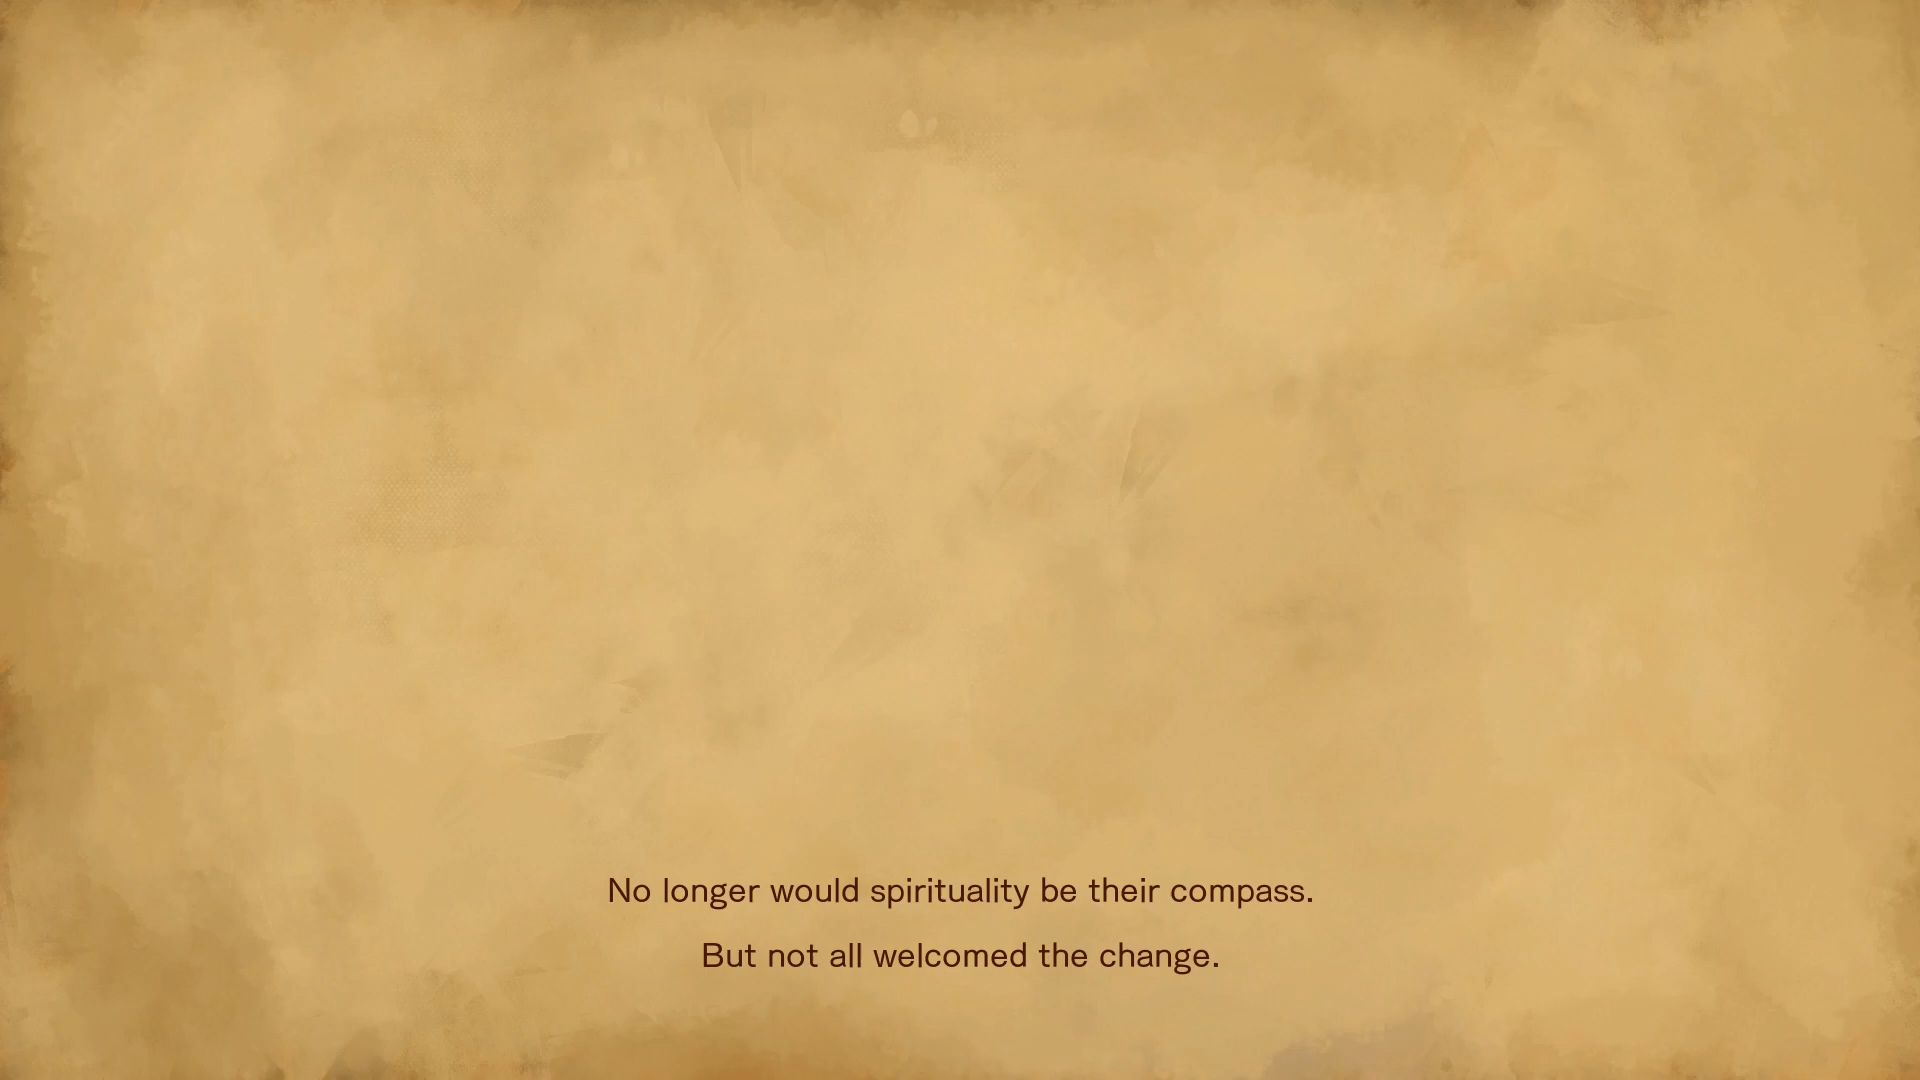 No longer would spirituality be their compass.
But not all welcomed the change.